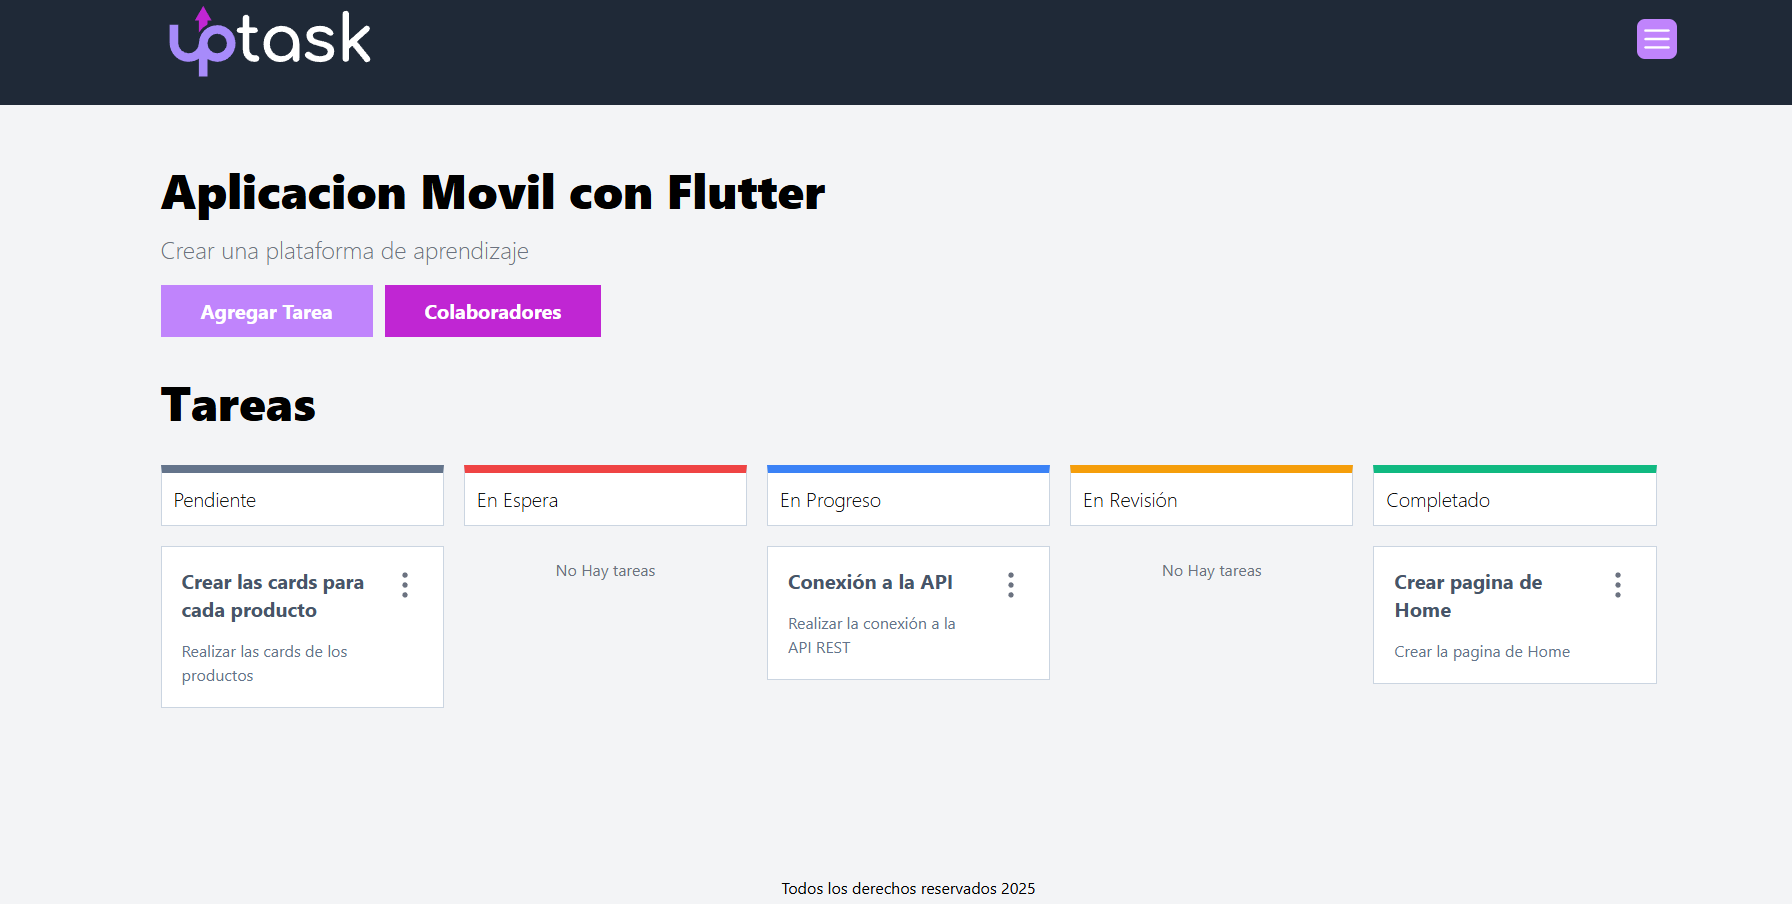 uptask
Aplicacion Movil con Flutter
Crear una plataforma de aprendizaje
Agregar Tarea
Colaboradores
Tareas
Pendiente
Crear las cards para
cada producto
Realizar las cards de los
productos
En Espera
No Hay tareas
En Progreso
Conexión a la API
Realizar la conexión a la
API REST
En Revisión
No Hay tareas
Completado
Crear pagina de
Home
Crear la pagina de Home
Todos los derechos reservados 2025